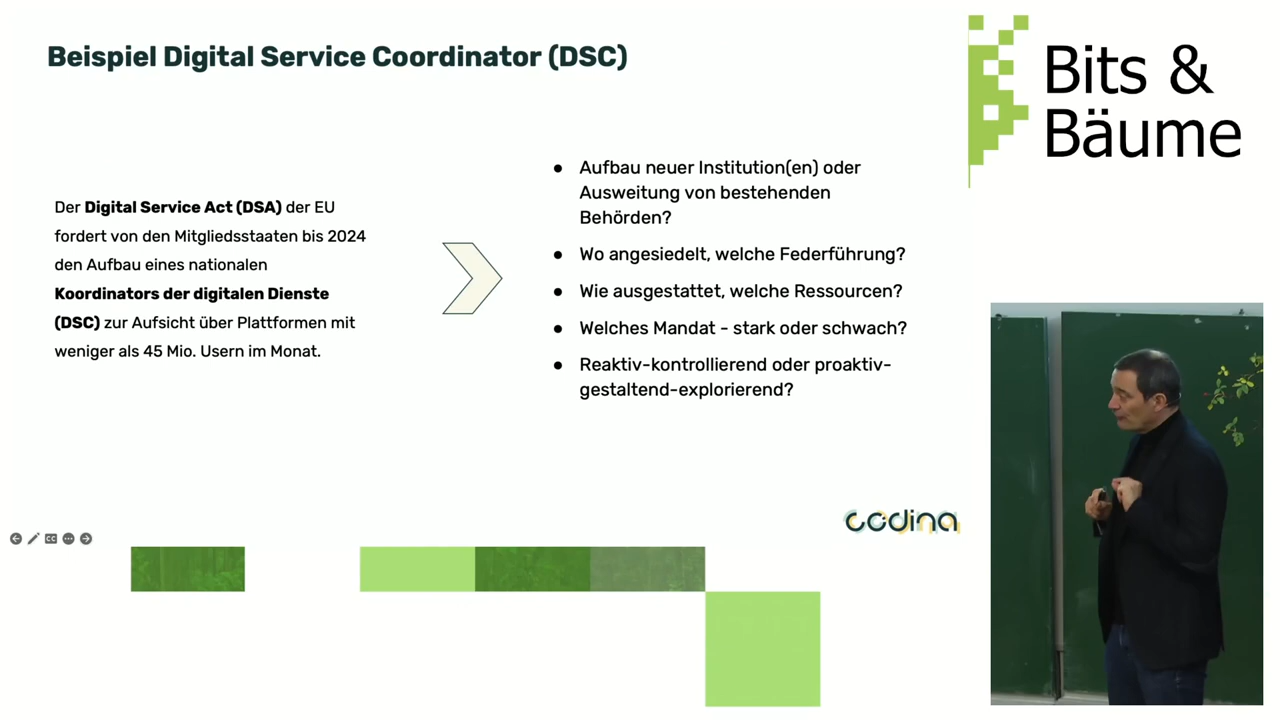 Beispiel Digital Service Coordinator (DSC)
Bits &
Bäume
Der Digital Service Act (DSA) der EU
fordert von den Mitgliedsstaaten bis 2024
den Aufbau eines nationalen
Koordinators der digitalen Dienste
(DSC) zur Aufsicht über Plattformen mit
weniger als 45 Mio. Usern im Monat.
● Aufbau neuer Institution(en) oder
Ausweitung von bestehenden
Behörden?
● Wo angesiedelt, welche Federführung?
● Wie ausgestattet, welche Ressourcen?
● Welches Mandat - stark oder schwach?
● Reaktiv-kontrollierend oder proaktiv-
gestaltend-explorierend?
codina
CC